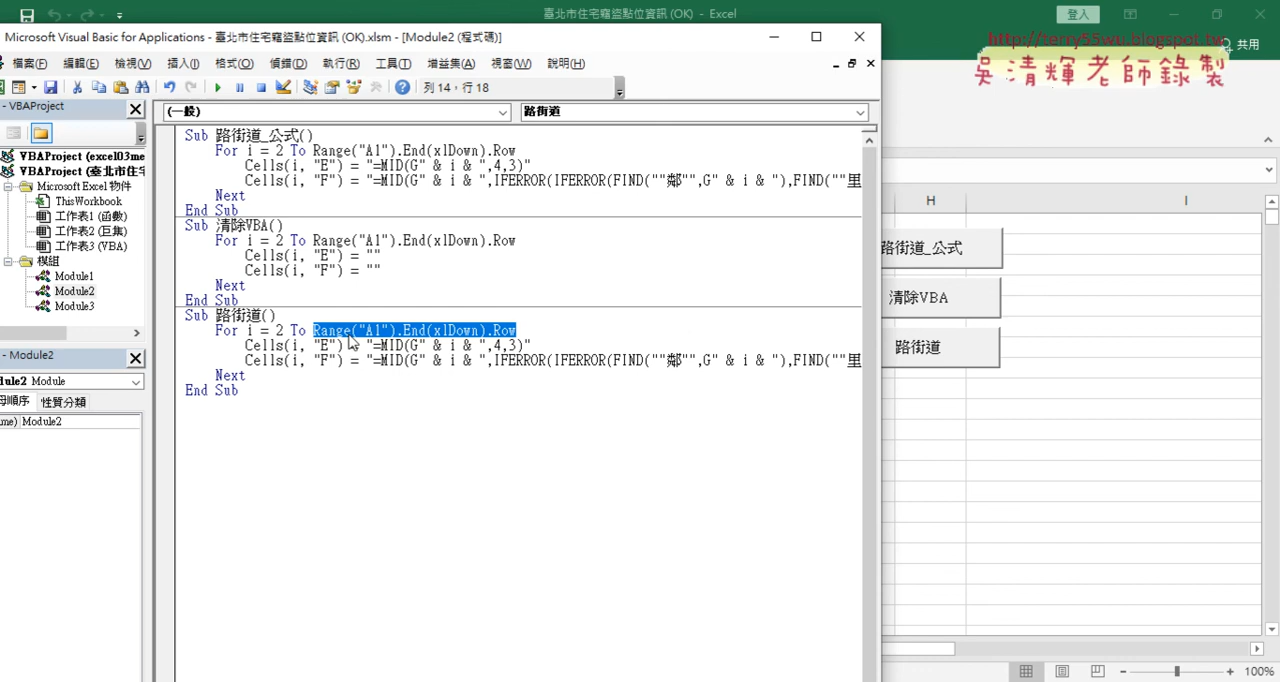 臺北市住宅竊盜點位資訊 (OK) - Excel
登入
http://terry55wu.blogspot.tw
共用
吳清輝老師錄製
Microsoft Visual Basic for Applications - 臺北市住宅竊盜點位資訊 (OK).xlsm - [Module2 (程式碼)]
檔案(F) 編輯(E) 檢視(V) 插入(I) 格式(O) 偵錯(D) 執行(R) 工具(T) 增益集(A) 視窗(W) 說明(H)
列 14，行 18
- VBAProject
(一般)
路街道
VBAProject (excel03me
VBAProject (臺北市住宅
Microsoft Excel 物件
ThisWorkbook
工作表1 (函數)
工作表2 (巨集)
工作表3 (VBA)
模組
Module1
Module2
Module3
- Module2
dule2 Module
母順序 性質分類
me) Module2
Sub 路街道_公式()
For i = 2 To Range("A1").End(xlDown).Row
Cells(i, "E") = "=MID(G" & i & ",4,3)"
Cells(i, "F") = "=MID(G" & i & ",IFERROR(IFERROR(FIND(""鄰"",G" & i & "),FIND(""里
Next
End Sub
Sub 清除VBA()
For i = 2 To Range("A1").End(xlDown).Row
Cells(i, "E") = ""
Cells(i, "F") = ""
Next
End Sub
Sub 路街道()
For i = 2 To Range("A1").End(xlDown).Row
Cells(i, "E") = "=MID(G" & i & ",4,3)"
Cells(i, "F") = "=MID(G" & i & ",IFERROR(IFERROR(FIND(""鄰"",G" & i & "),FIND(""里
Next
End Sub
H I
路街道_公式
清除VBA
路街道
100%